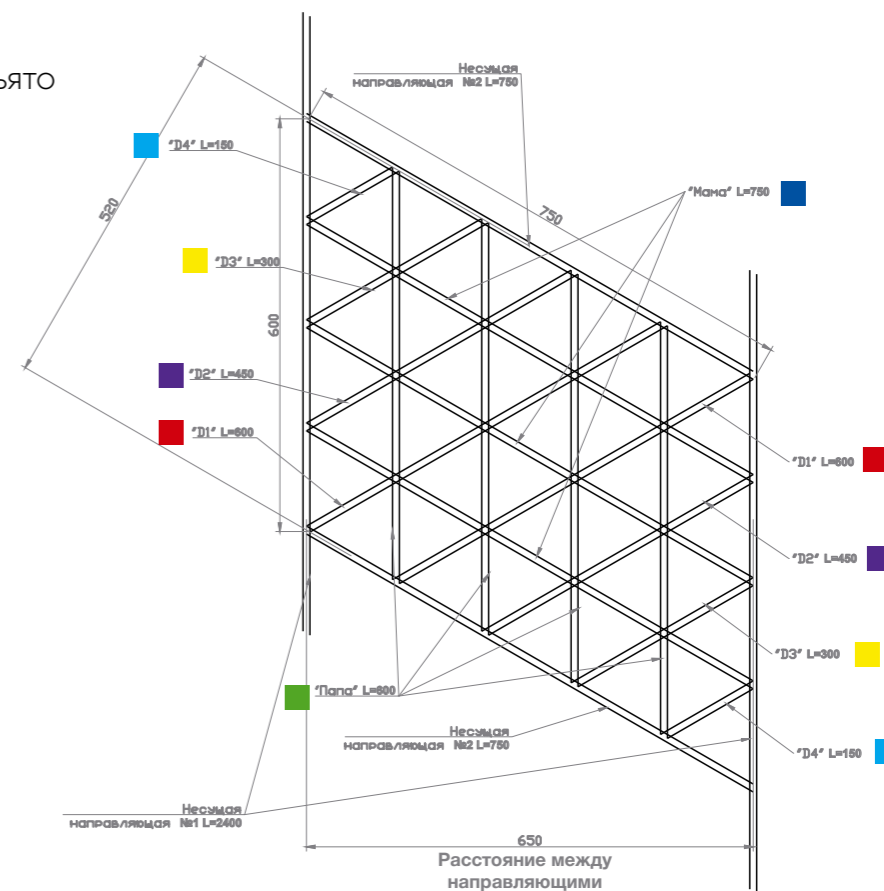 ЬЯТО
Несущая
направляющая №2 L=750
"D4" L=150
"Мама" L=750
520
750
"D3" L=300
600
"D2" L=450
"D1" L=600
"D1" L=600
"D2" L=450
"D3" L=300
"Папа" L=600
Несущая
направляющая №2 L=750
"D4" L=150
Несущая
направляющая №1 L=2400
650
Расстояние между
направляющими